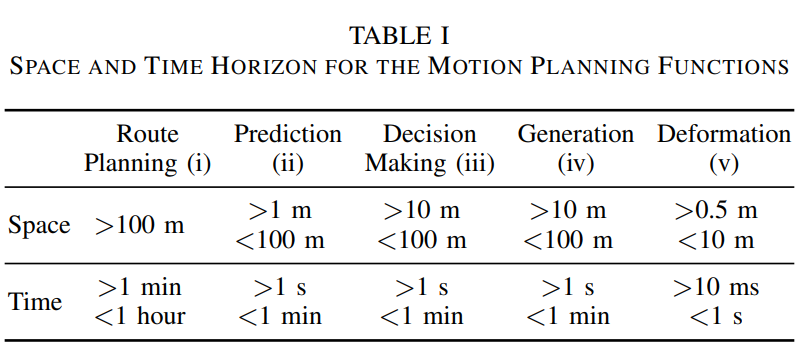 TABLE I
SPACE AND TIME HORIZON FOR THE MOTION PLANNING FUNCTIONS
Route Prediction Decision Generation Deformation
Planning (i) (ii) Making (iii) (iv) (v)
>1 m >10 m >10 m >0.5 m
Space >100 m
<100 m <100 m <100 m <10 m
>1 min >1 s >1 s >1 s >10 ms
Time
<1 hour <1 min <1 min <1 min <1 s